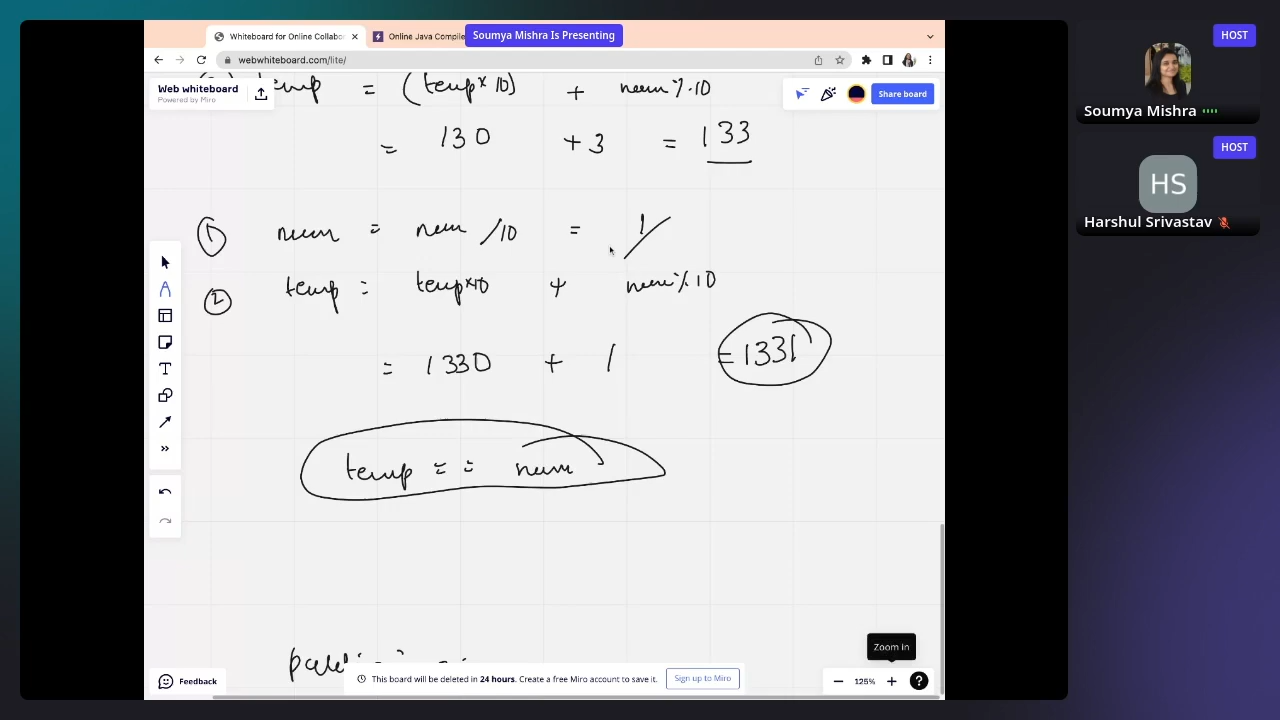 Whiteboard for Online Collabor
Online Java Compile
Soumya Mishra Is Presenting
webwhiteboard.com/lite/
Web whiteboard
Powered by Miro
Share board
temp = (temp×10) + num%10
= 130 +3 = 133
① num = num/10 = 1
② temp = temp×10 + num%10
= 1330 + 1 = 1331
temp == num
Zoom in
Feedback
This board will be deleted in 24 hours. Create a free Miro account to save it.
Sign up to Miro
− 125% + ?
HOST
Soumya Mishra
HOST
HS
Harshul Srivastav